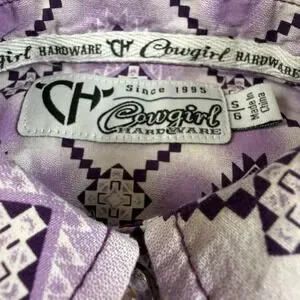 Cowgirl HARDWARE CH Cowgirl HARDWARE
CH Since 1995
Cowgirl
HARDWARE
S
6
Made In
China